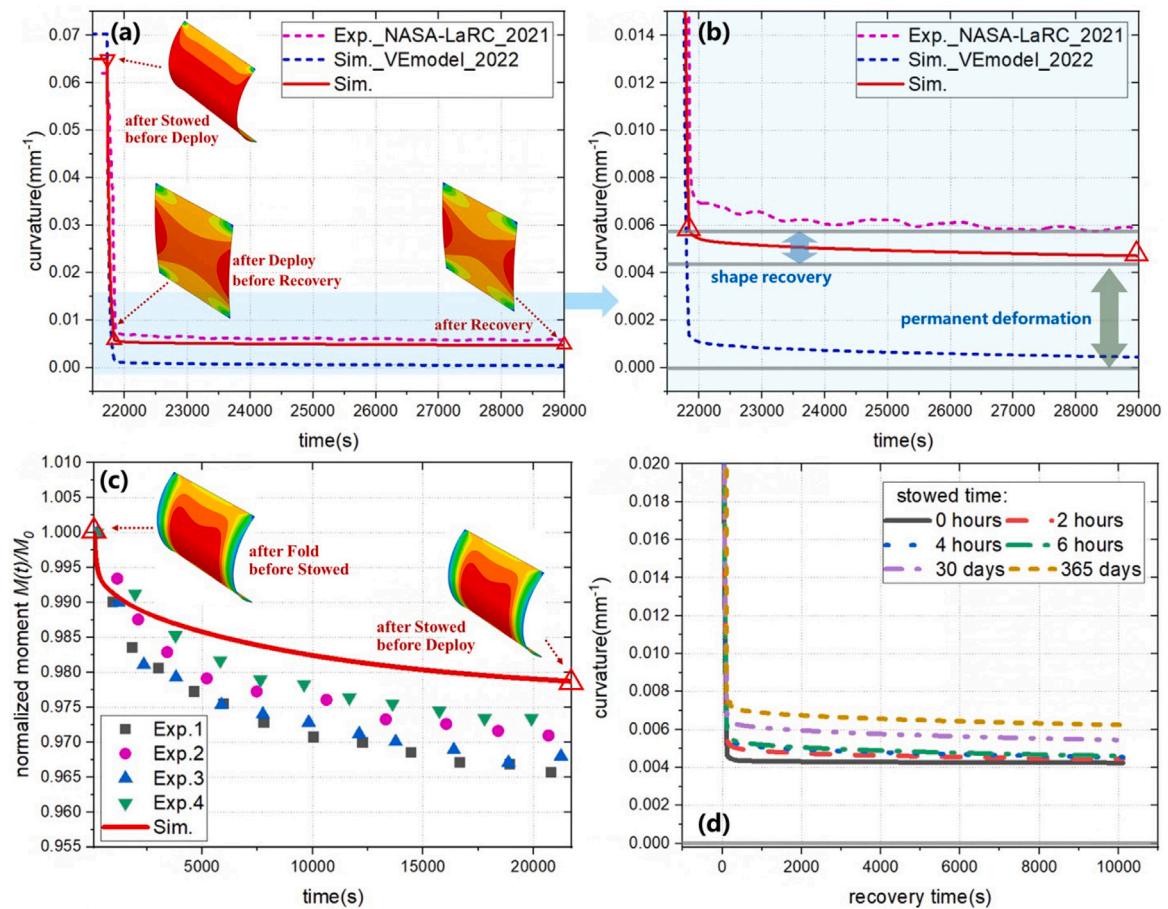 (a)
Exp._NASA-LaRC_2021
Sim._VEmodel_2022
Sim.
after Stowed
before Deploy
after Deploy
before Recovery
after Recovery
0.07
0.06
0.05
0.04
0.03
0.02
0.01
0.00
curvature(mm⁻¹)
22000 23000 24000 25000 26000 27000 28000 29000
time(s)
(b)
Exp._NASA-LaRC_2021
Sim._VEmodel_2022
Sim.
shape recovery
permanent deformation
0.014
0.012
0.010
0.008
0.006
0.004
0.002
0.000
curvature(mm⁻¹)
22000 23000 24000 25000 26000 27000 28000 29000
time(s)
(c)
after Fold
before Stowed
after Stowed
before Deploy
Exp.1
Exp.2
Exp.3
Exp.4
Sim.
1.010
1.005
1.000
0.995
0.990
0.985
0.980
0.975
0.970
0.965
0.960
0.955
normalized moment M(t)/M₀
5000 10000 15000 20000
time(s)
stowed time:
0 hours 2 hours
4 hours 6 hours
30 days 365 days
(d)
0.020
0.018
0.016
0.014
0.012
0.010
0.008
0.006
0.004
0.002
0.000
curvature(mm⁻¹)
0 2000 4000 6000 8000 10000
recovery time(s)